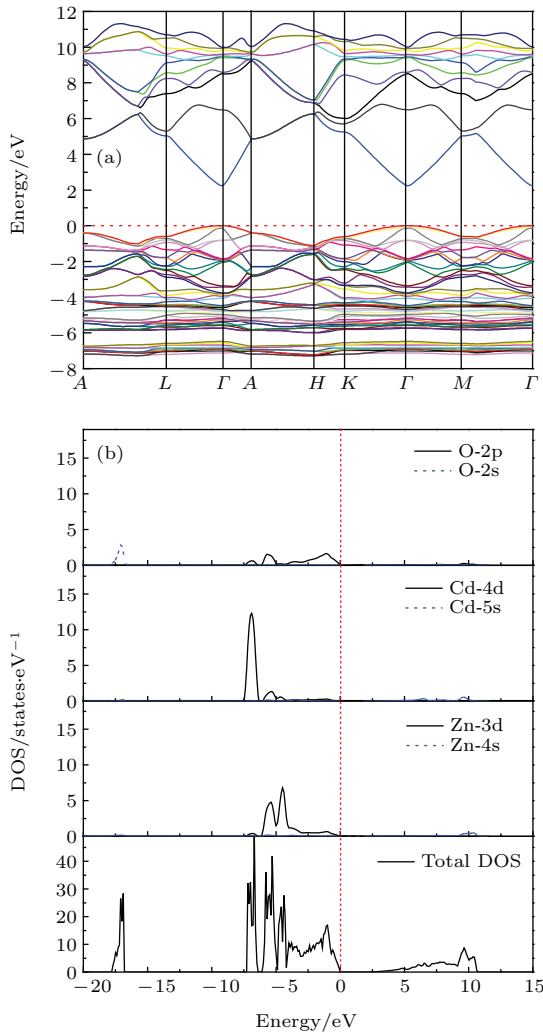 12
10
8
6
4
2
0
−2
−4
−6
−8
Energy/eV
(a)
A L Γ A H K Γ M Γ
(b)
O-2p
O-2s
15
10
5
0
Cd-4d
Cd-5s
15
10
5
0
Zn-3d
Zn-4s
15
10
5
0
Total DOS
50
40
30
20
10
0
DOS/states·eV⁻¹
−20 −15 −10 −5 0 5 10 15
Energy/eV